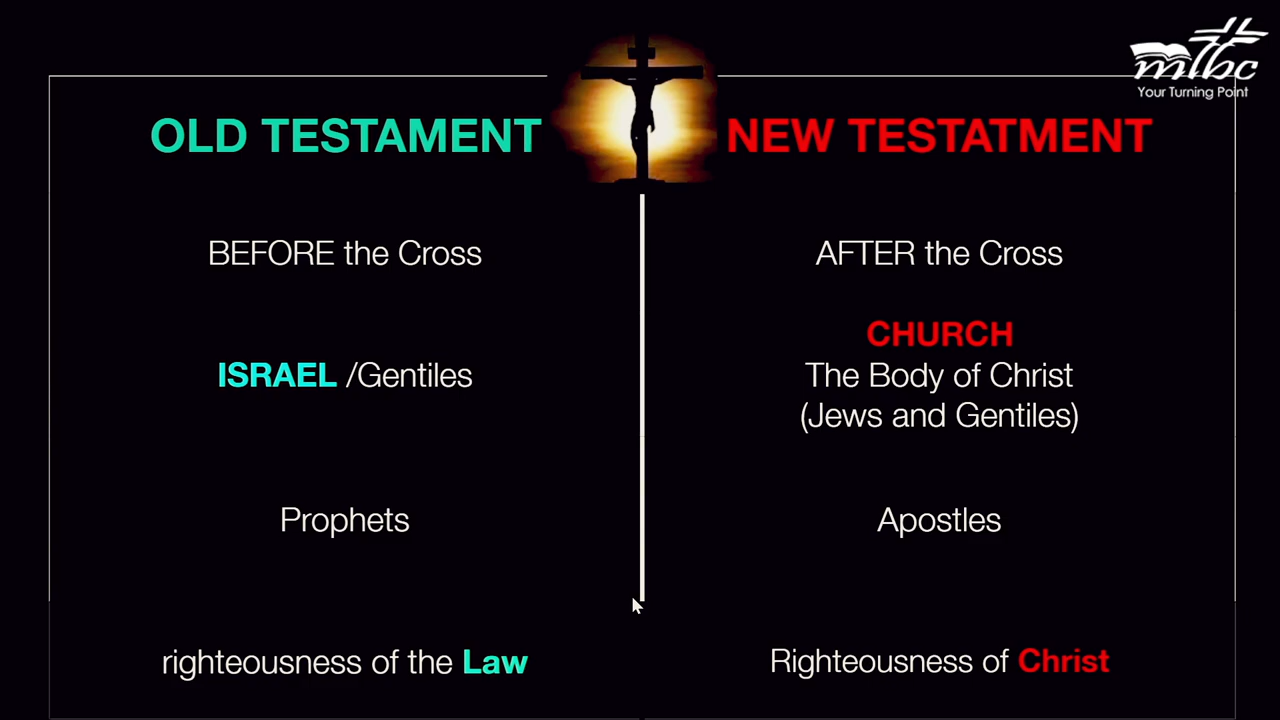 mtbc
Your Turning Point
OLD TESTAMENT
NEW TESTATMENT
BEFORE the Cross
AFTER the Cross
ISRAEL /Gentiles
CHURCH
The Body of Christ
(Jews and Gentiles)
Prophets
Apostles
righteousness of the Law
Righteousness of Christ